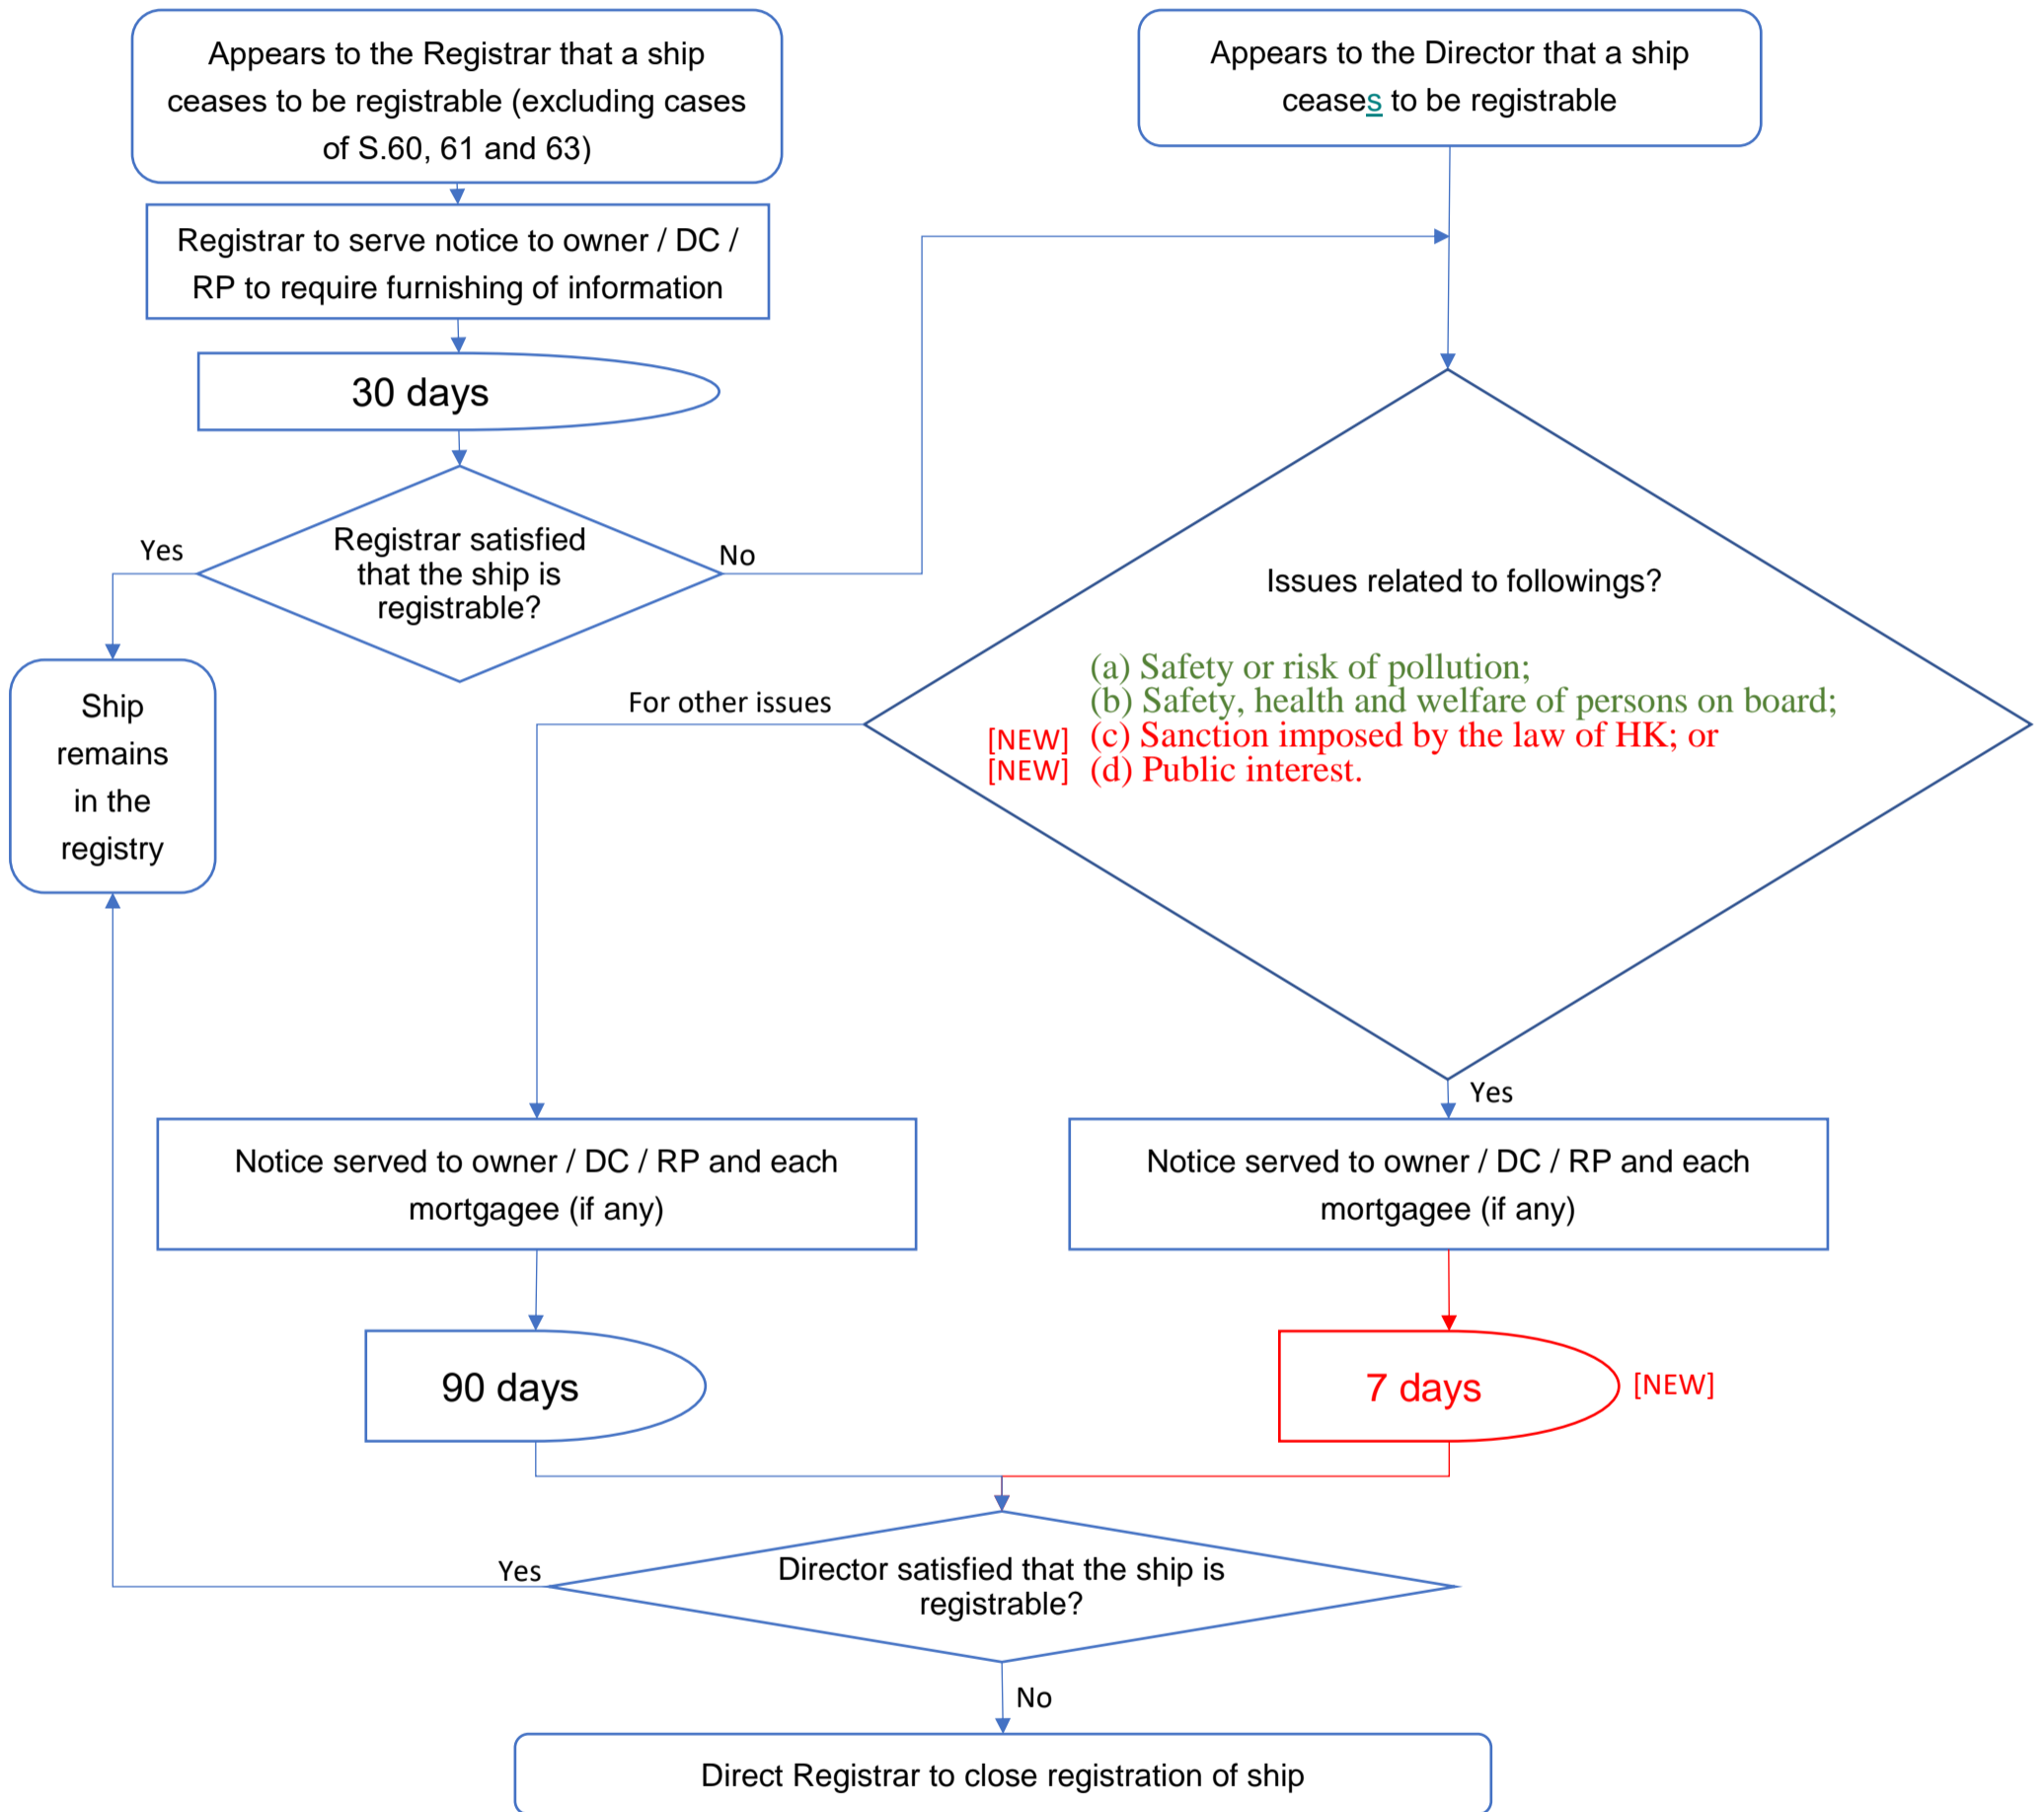 Appears to the Registrar that a ship
ceases to be registrable (excluding cases
of S.60, 61 and 63)
Appears to the Director that a ship
ceases to be registrable
Registrar to serve notice to owner / DC /
RP to require furnishing of information
30 days
Registrar satisfied
that the ship is
registrable?
Yes
No
Ship
remains
in the
registry
Issues related to followings?
(a) Safety or risk of pollution;
(b) Safety, health and welfare of persons on board;
[NEW] (c) Sanction imposed by the law of HK; or
[NEW] (d) Public interest.
For other issues
Yes
Notice served to owner / DC / RP and each
mortgagee (if any)
Notice served to owner / DC / RP and each
mortgagee (if any)
90 days
7 days
[NEW]
Director satisfied that the ship is
registrable?
Yes
No
Direct Registrar to close registration of ship